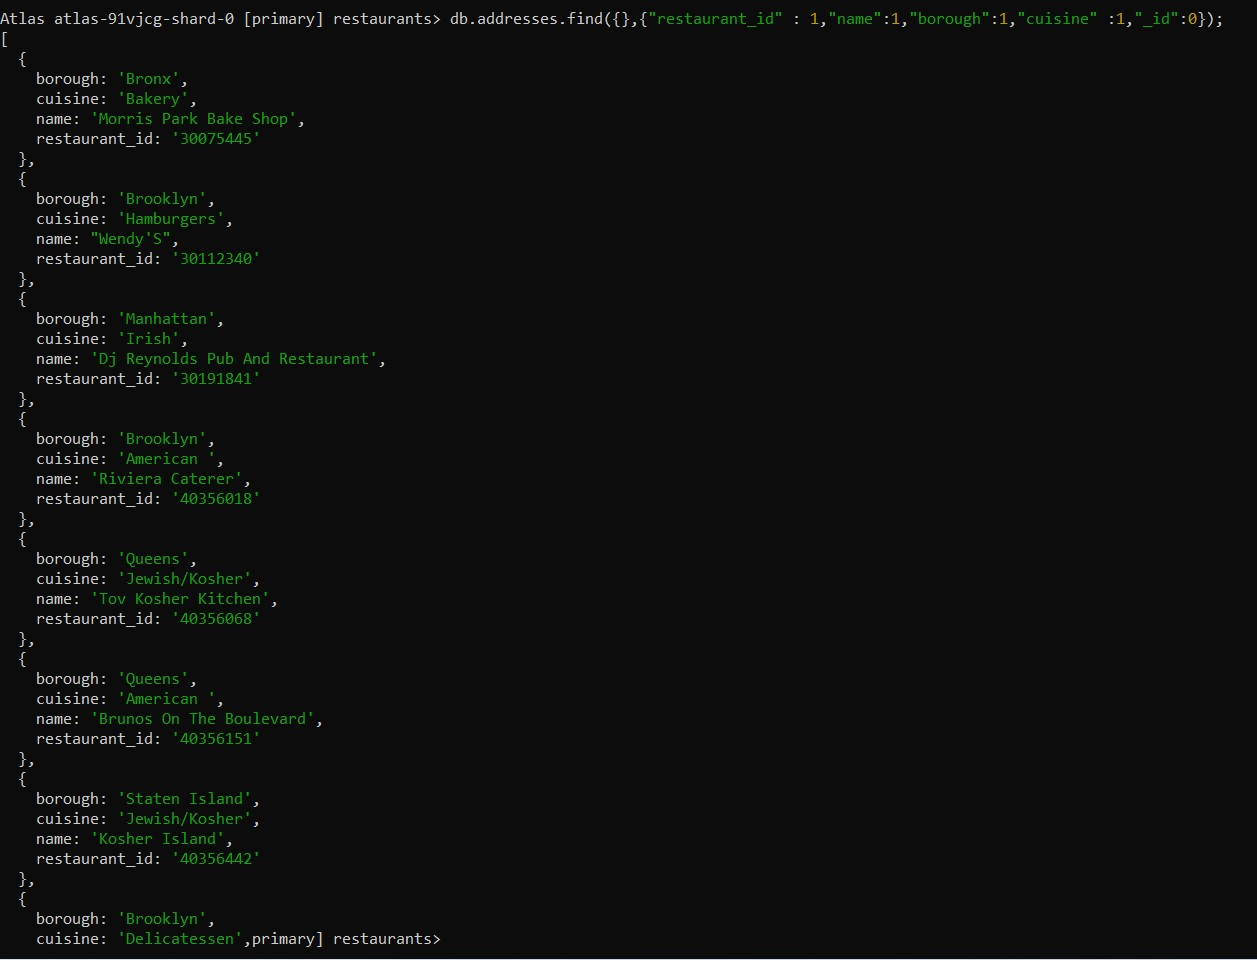 Atlas atlas-91vjcg-shard-0 [primary] restaurants> db.addresses.find({},{"restaurant_id" : 1,"name":1,"borough":1,"cuisine" :1,"_id":0});
[
  {
    borough: 'Bronx',
    cuisine: 'Bakery',
    name: 'Morris Park Bake Shop',
    restaurant_id: '30075445'
  },
  {
    borough: 'Brooklyn',
    cuisine: 'Hamburgers',
    name: "Wendy'S",
    restaurant_id: '30112340'
  },
  {
    borough: 'Manhattan',
    cuisine: 'Irish',
    name: 'Dj Reynolds Pub And Restaurant',
    restaurant_id: '30191841'
  },
  {
    borough: 'Brooklyn',
    cuisine: 'American ',
    name: 'Riviera Caterer',
    restaurant_id: '40356018'
  },
  {
    borough: 'Queens',
    cuisine: 'Jewish/Kosher',
    name: 'Tov Kosher Kitchen',
    restaurant_id: '40356068'
  },
  {
    borough: 'Queens',
    cuisine: 'American ',
    name: 'Brunos On The Boulevard',
    restaurant_id: '40356151'
  },
  {
    borough: 'Staten Island',
    cuisine: 'Jewish/Kosher',
    name: 'Kosher Island',
    restaurant_id: '40356442'
  },
  {
    borough: 'Brooklyn',
    cuisine: 'Delicatessen',primary] restaurants>